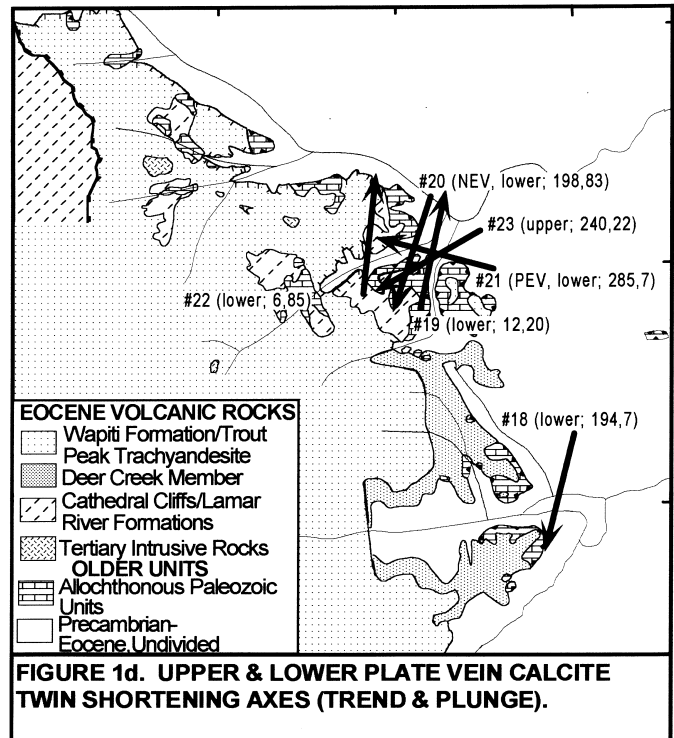 #20 (NEV, lower; 198,83)
#23 (upper; 240,22)
#21 (PEV, lower; 285,7)
#22 (lower; 6,85)
#19 (lower; 12,20)
#18 (lower; 194,7)
EOCENE VOLCANIC ROCKS
Wapiti Formation/Trout
Peak Trachyandesite
Deer Creek Member
Cathedral Cliffs/Lamar
River Formations
Tertiary Intrusive Rocks
OLDER UNITS
Allochthonous Paleozoic
Units
Precambrian-
Eocene,Undivided
FIGURE 1d. UPPER & LOWER PLATE VEIN CALCITE
TWIN SHORTENING AXES (TREND & PLUNGE).